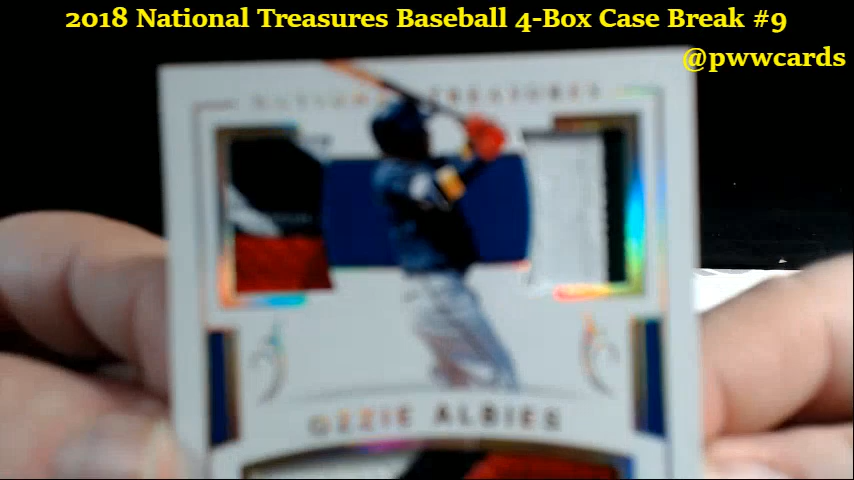 2018 National Treasures Baseball 4-Box Case Break #9
@pwwcards
NATIONAL TREASURES
OZZIE ALBIES